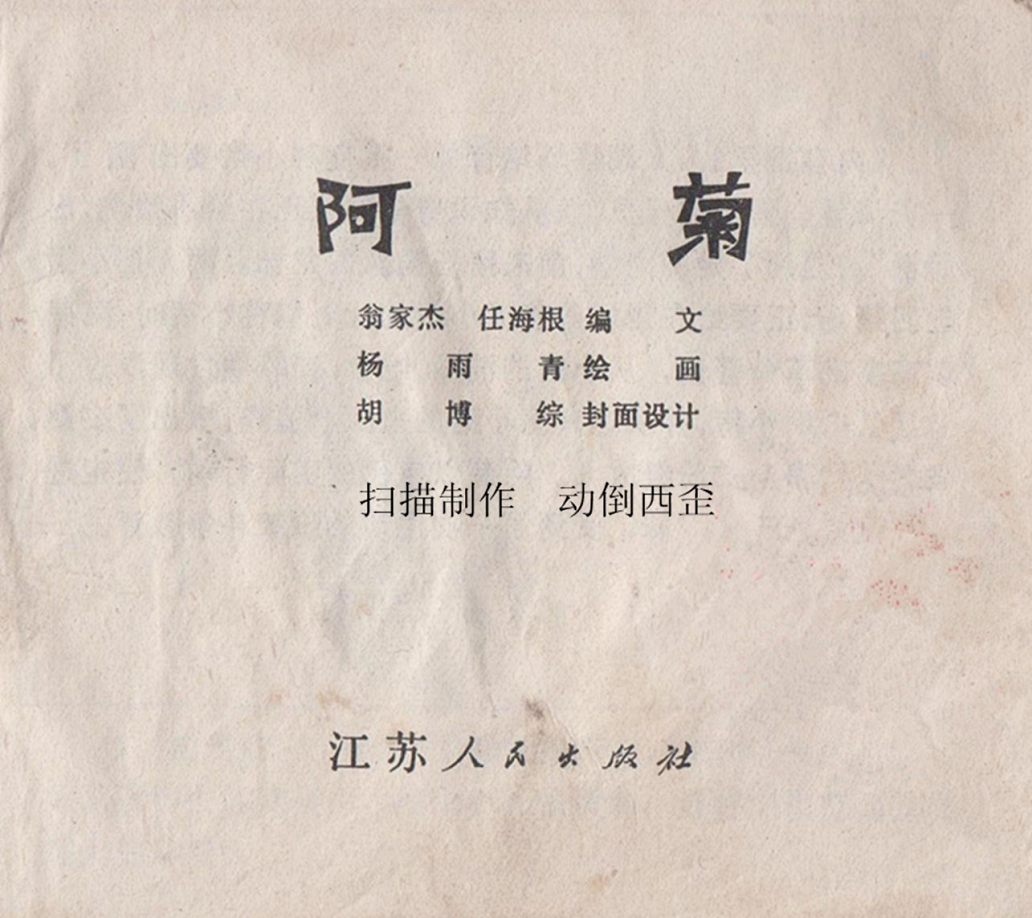 阿菊
翁家杰 任海根 编文
杨雨青 绘画
胡博综 封面设计
扫描制作 动倒西歪
江苏人民出版社